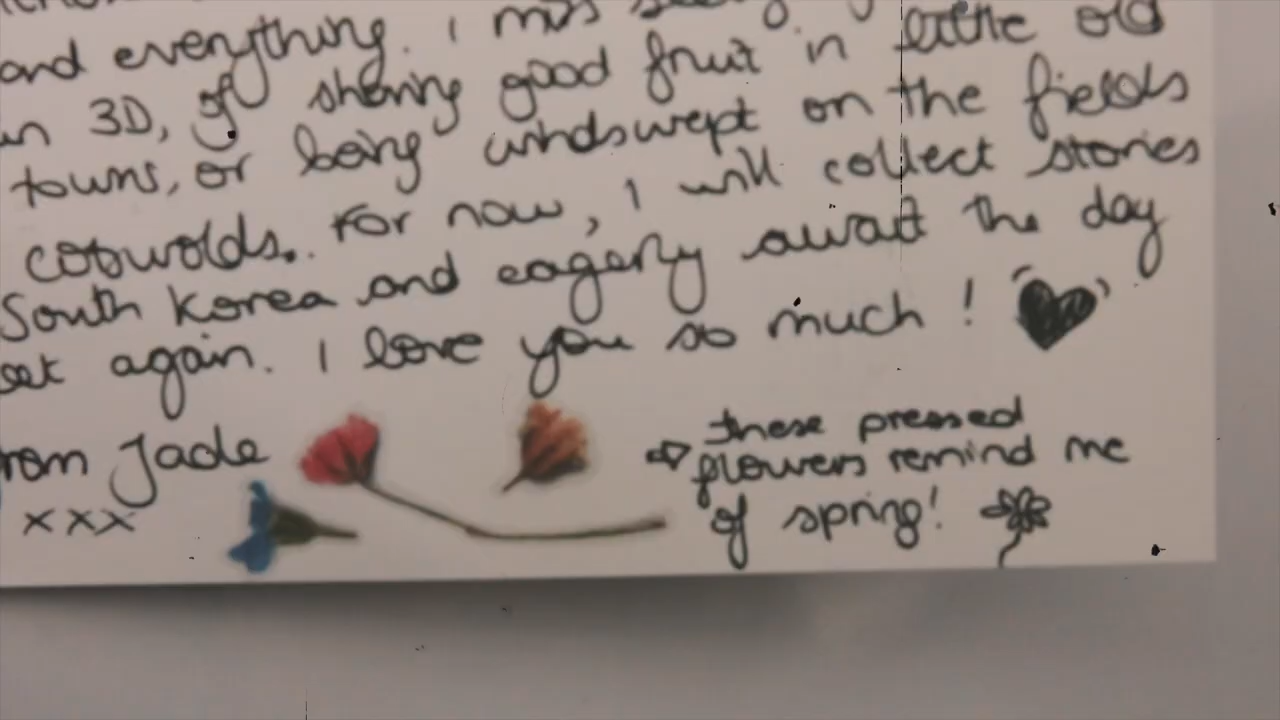 and everything. I miss
in 3D, of sharing good fruit in little old
towns, or being windswept on the fields
cotswolds. For now, I will collect stories
South Korea and eagerly await the day
again. I love you so much!
Jade
xxx
these pressed
flowers remind me
of spring!